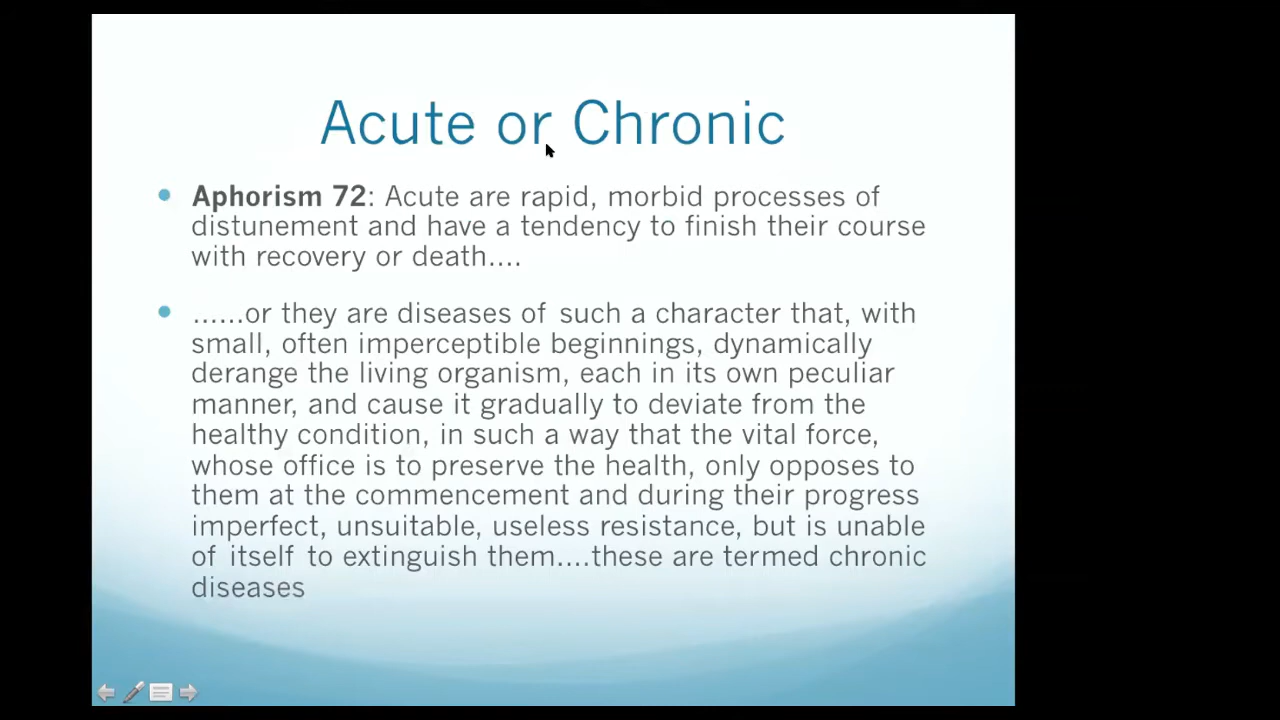 Acute or Chronic
Aphorism 72: Acute are rapid, morbid processes of
distunement and have a tendency to finish their course
with recovery or death....
......or they are diseases of such a character that, with
small, often imperceptible beginnings, dynamically
derange the living organism, each in its own peculiar
manner, and cause it gradually to deviate from the
healthy condition, in such a way that the vital force,
whose office is to preserve the health, only opposes to
them at the commencement and during their progress
imperfect, unsuitable, useless resistance, but is unable
of itself to extinguish them....these are termed chronic
diseases